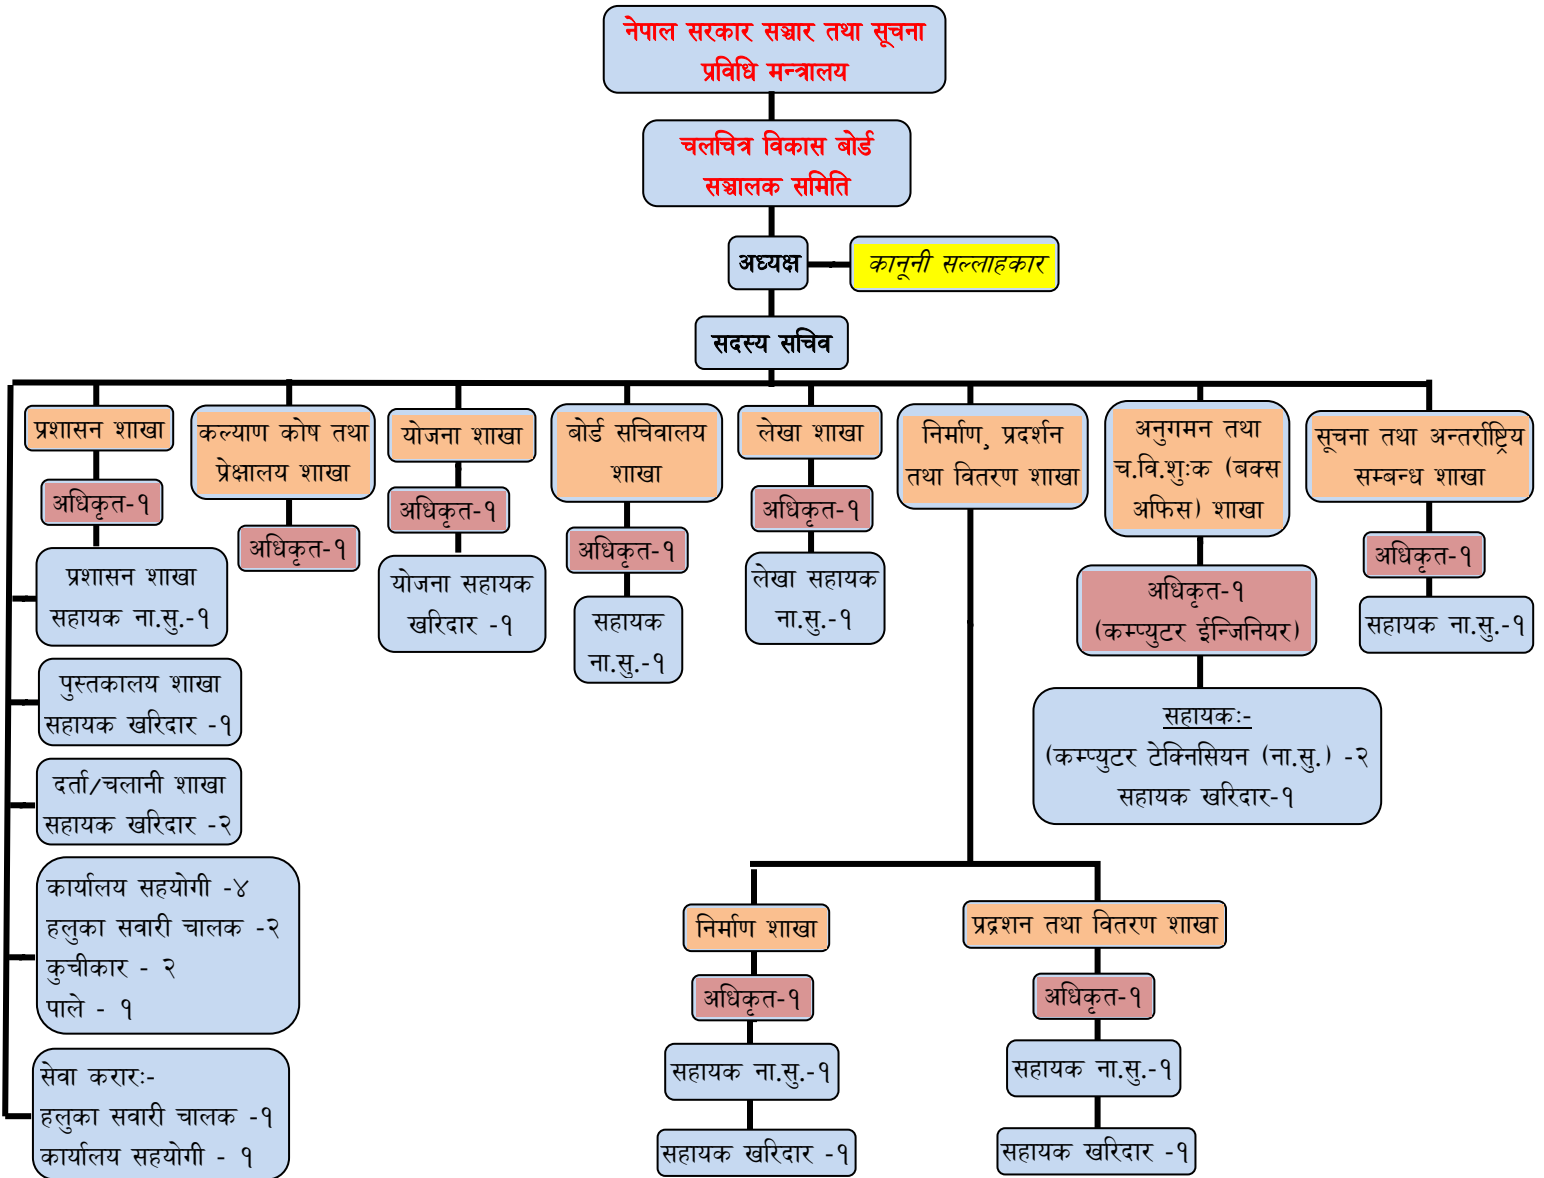 नेपाल सरकार सञ्चार तथा सूचना
प्रविधि मन्त्रालय
चलचित्र विकास बोर्ड
सञ्चालक समिति
अध्यक्ष
कानूनी सल्लाहकार
सदस्य सचिव
प्रशासन शाखा
अधिकृत-१
प्रशासन शाखा
सहायक ना.सु.-१
पुस्तकालय शाखा
सहायक खरिदार -१
दर्ता/चलानी शाखा
सहायक खरिदार -२
कार्यालय सहयोगी -४
हलुका सवारी चालक -२
कुचीकार - २
पाले - १
सेवा करारः-
हलुका सवारी चालक -१
कार्यालय सहयोगी - १
कल्याण कोष तथा
प्रेक्षालय शाखा
अधिकृत-१
योजना शाखा
अधिकृत-१
योजना सहायक
खरिदार -१
बोर्ड सचिवालय
शाखा
अधिकृत-१
सहायक
ना.सु.-१
लेखा शाखा
अधिकृत-१
लेखा सहायक
ना.सु.-१
निर्माण, प्रदर्शन
तथा वितरण शाखा
निर्माण शाखा
अधिकृत-१
सहायक ना.सु.-१
सहायक खरिदार -१
प्रद्रशन तथा वितरण शाखा
अधिकृत-१
सहायक ना.सु.-१
सहायक खरिदार -१
अनुगमन तथा
च.वि.शुःक (बक्स
अफिस) शाखा
अधिकृत-१
(कम्प्युटर ईन्जिनियर)
सहायकः-
(कम्प्युटर टेक्निसियन (ना.सु.) -२
सहायक खरिदार-१
सूचना तथा अन्तर्राष्ट्रिय
सम्बन्ध शाखा
अधिकृत-१
सहायक ना.सु.-१